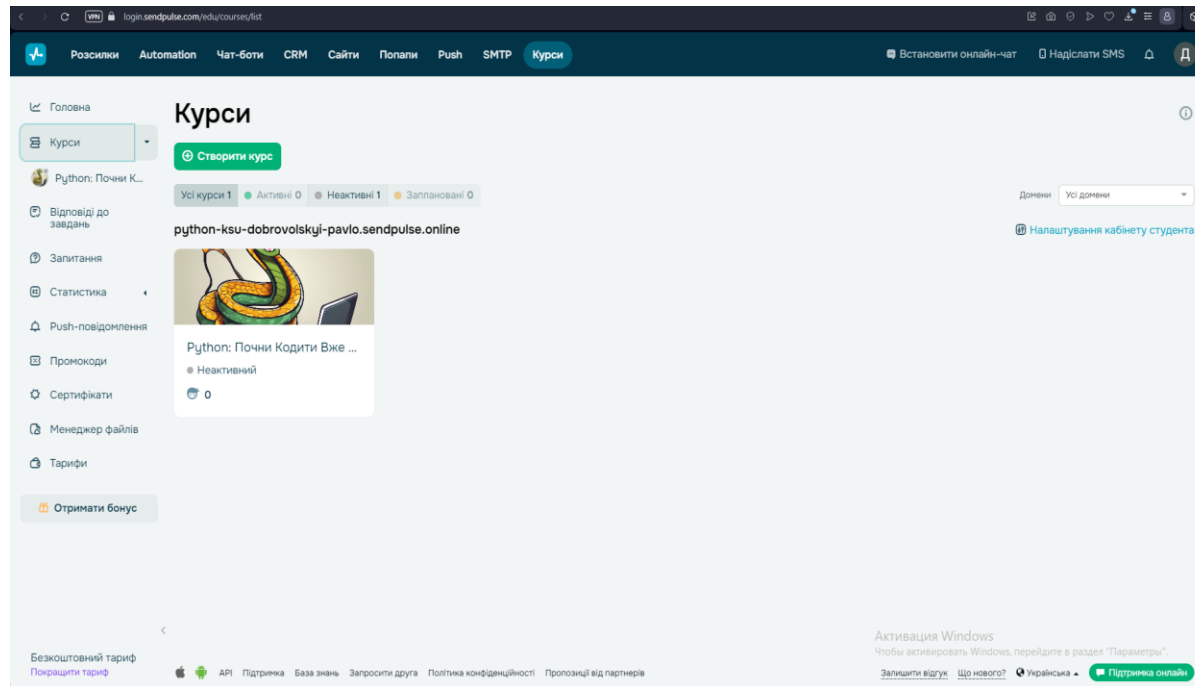 VPN login.sendpulse.com/edu/courses/list
Розсилки Automation Чат-боти CRM Сайти Попапи Push SMTP Курси Встановити онлайн-чат Надіслати SMS Д
Головна
Курси
Python: Почни К...
Відповіді до
завдань
Запитання
Статистика
Push-повідомлення
Промокоди
Сертифікати
Менеджер файлів
Тарифи
Отримати бонус
Безкоштовний тариф
Покращити тариф
Курси
Створити курс
Усі курси 1 Активні 0 Неактивні 1 Заплановані 0
Домени Усі домени
python-ksu-dobrovolskyi-pavlo.sendpulse.online
Налаштування кабінету студента
Python: Почни Кодити Вже ...
Неактивний
0
Активация Windows
Чтобы активировать Windows, перейдите в раздел "Параметры".
API Підтримка База знань Запросити друга Політика конфіденційності Пропозиції від партнерів
Залишити відгук Що нового? Українська Підтримка онлайн